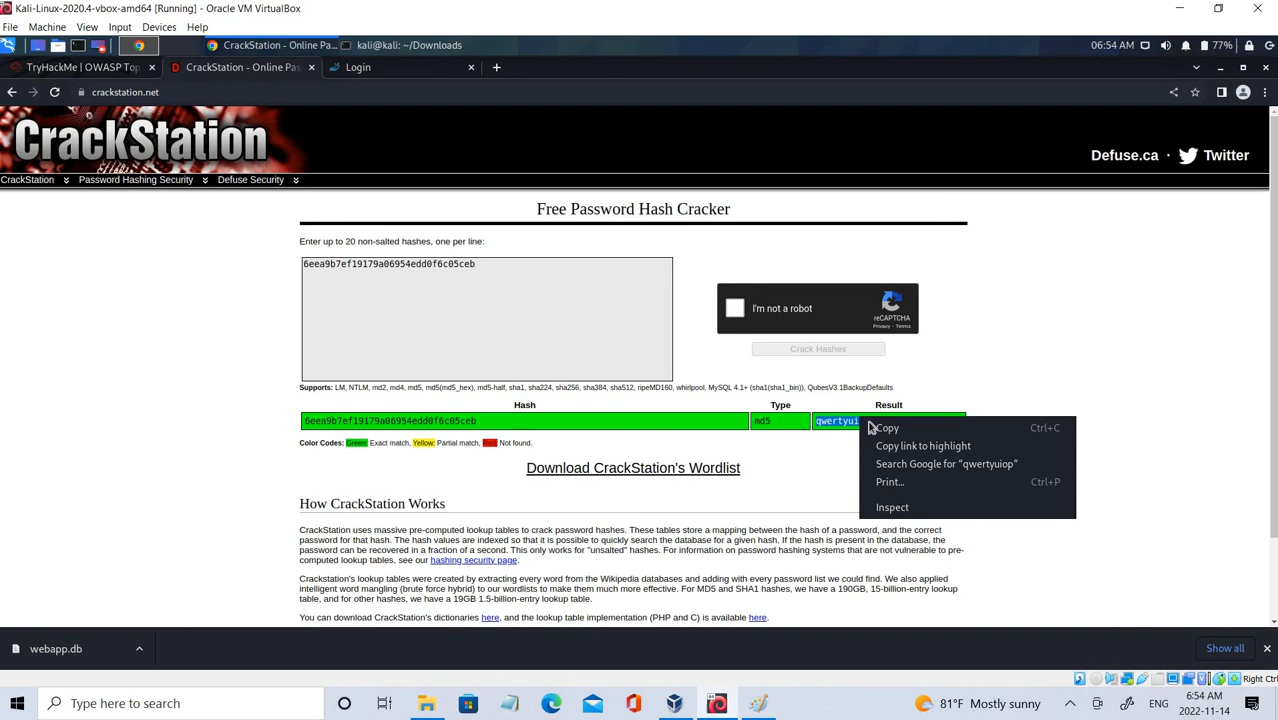 Kali-Linux-2020.4-vbox-amd64 [Running] - Oracle VM VirtualBox
File Machine View Input Devices Help
CrackStation - Online Pa... kali@kali: ~/Downloads 06:54 AM 77%
TryHackMe | OWASP Top CrackStation - Online Pas Login
crackstation.net
CrackStation
Defuse.ca · Twitter
CrackStation Password Hashing Security Defuse Security
Free Password Hash Cracker
Enter up to 20 non-salted hashes, one per line:
6eea9b7ef19179a06954edd0f6c05ceb
I'm not a robot
reCAPTCHA
Privacy - Terms
Crack Hashes
Supports: LM, NTLM, md2, md4, md5, md5(md5_hex), md5-half, sha1, sha224, sha256, sha384, sha512, ripeMD160, whirlpool, MySQL 4.1+ (sha1(sha1_bin)), QubesV3.1BackupDefaults
Hash Type Result
6eea9b7ef19179a06954edd0f6c05ceb md5 qwertyui
Copy Ctrl+C
Copy link to highlight
Search Google for “qwertyuiop”
Print... Ctrl+P
Inspect
Color Codes: Green: Exact match, Yellow: Partial match, Red: Not found.
Download CrackStation's Wordlist
How CrackStation Works
CrackStation uses massive pre-computed lookup tables to crack password hashes. These tables store a mapping between the hash of a password, and the correct
password for that hash. The hash values are indexed so that it is possible to quickly search the database for a given hash. If the hash is present in the database, the
password can be recovered in a fraction of a second. This only works for "unsalted" hashes. For information on password hashing systems that are not vulnerable to pre-
computed lookup tables, see our hashing security page.
Crackstation's lookup tables were created by extracting every word from the Wikipedia databases and adding with every password list we could find. We also applied
intelligent word mangling (brute force hybrid) to our wordlists to make them much more effective. For MD5 and SHA1 hashes, we have a 190GB, 15-billion-entry lookup
table, and for other hashes, we have a 19GB 1.5-billion-entry lookup table.
You can download CrackStation's dictionaries here, and the lookup table implementation (PHP and C) is available here.
webapp.db Show all
Right Ctrl
Type here to search 81°F Mostly sunny ENG 6:54 AM
2022-11-14